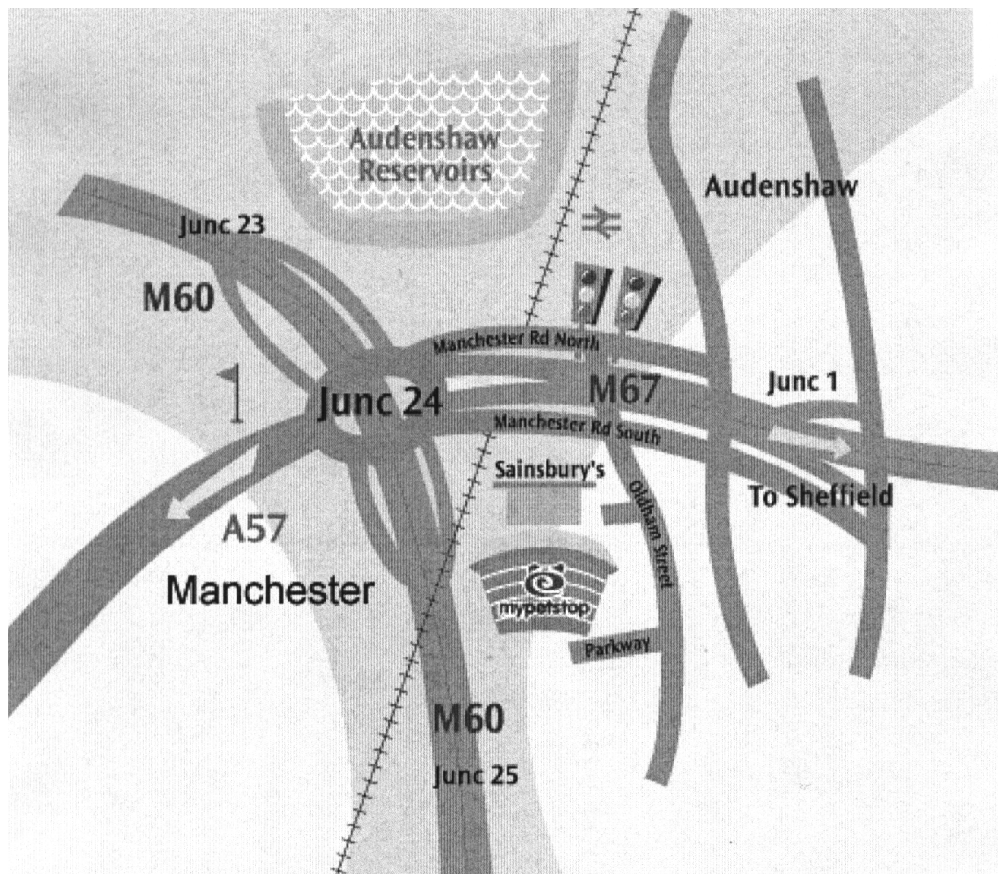 Audenshaw
Reservoirs
Audenshaw
Junc 23
M60
Manchester Rd North
Junc 1
M67
Junc 24
Manchester Rd South
Sainsbury's
To Sheffield
Oldham Street
A57
Manchester
mypetstop
Parkway
M60
Junc 25